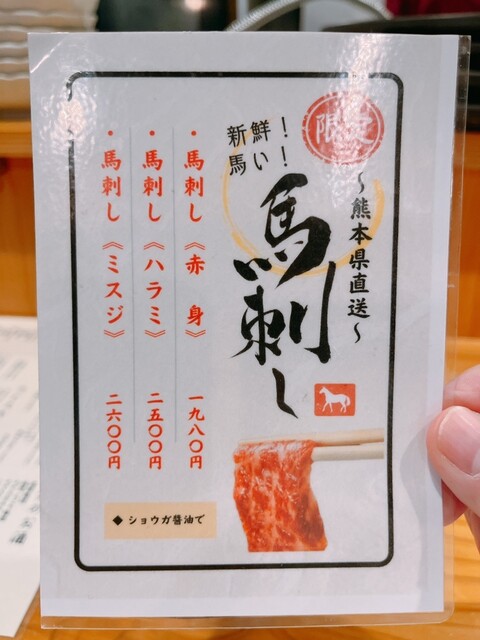 限定
〜熊本県直送〜
新鮮！
馬い！
馬刺し
・馬刺し《赤　身》　一九八〇円
・馬刺し《ハラミ》　二五〇〇円
・馬刺し《ミスジ》　二六〇〇円
◆ ショウガ醤油で